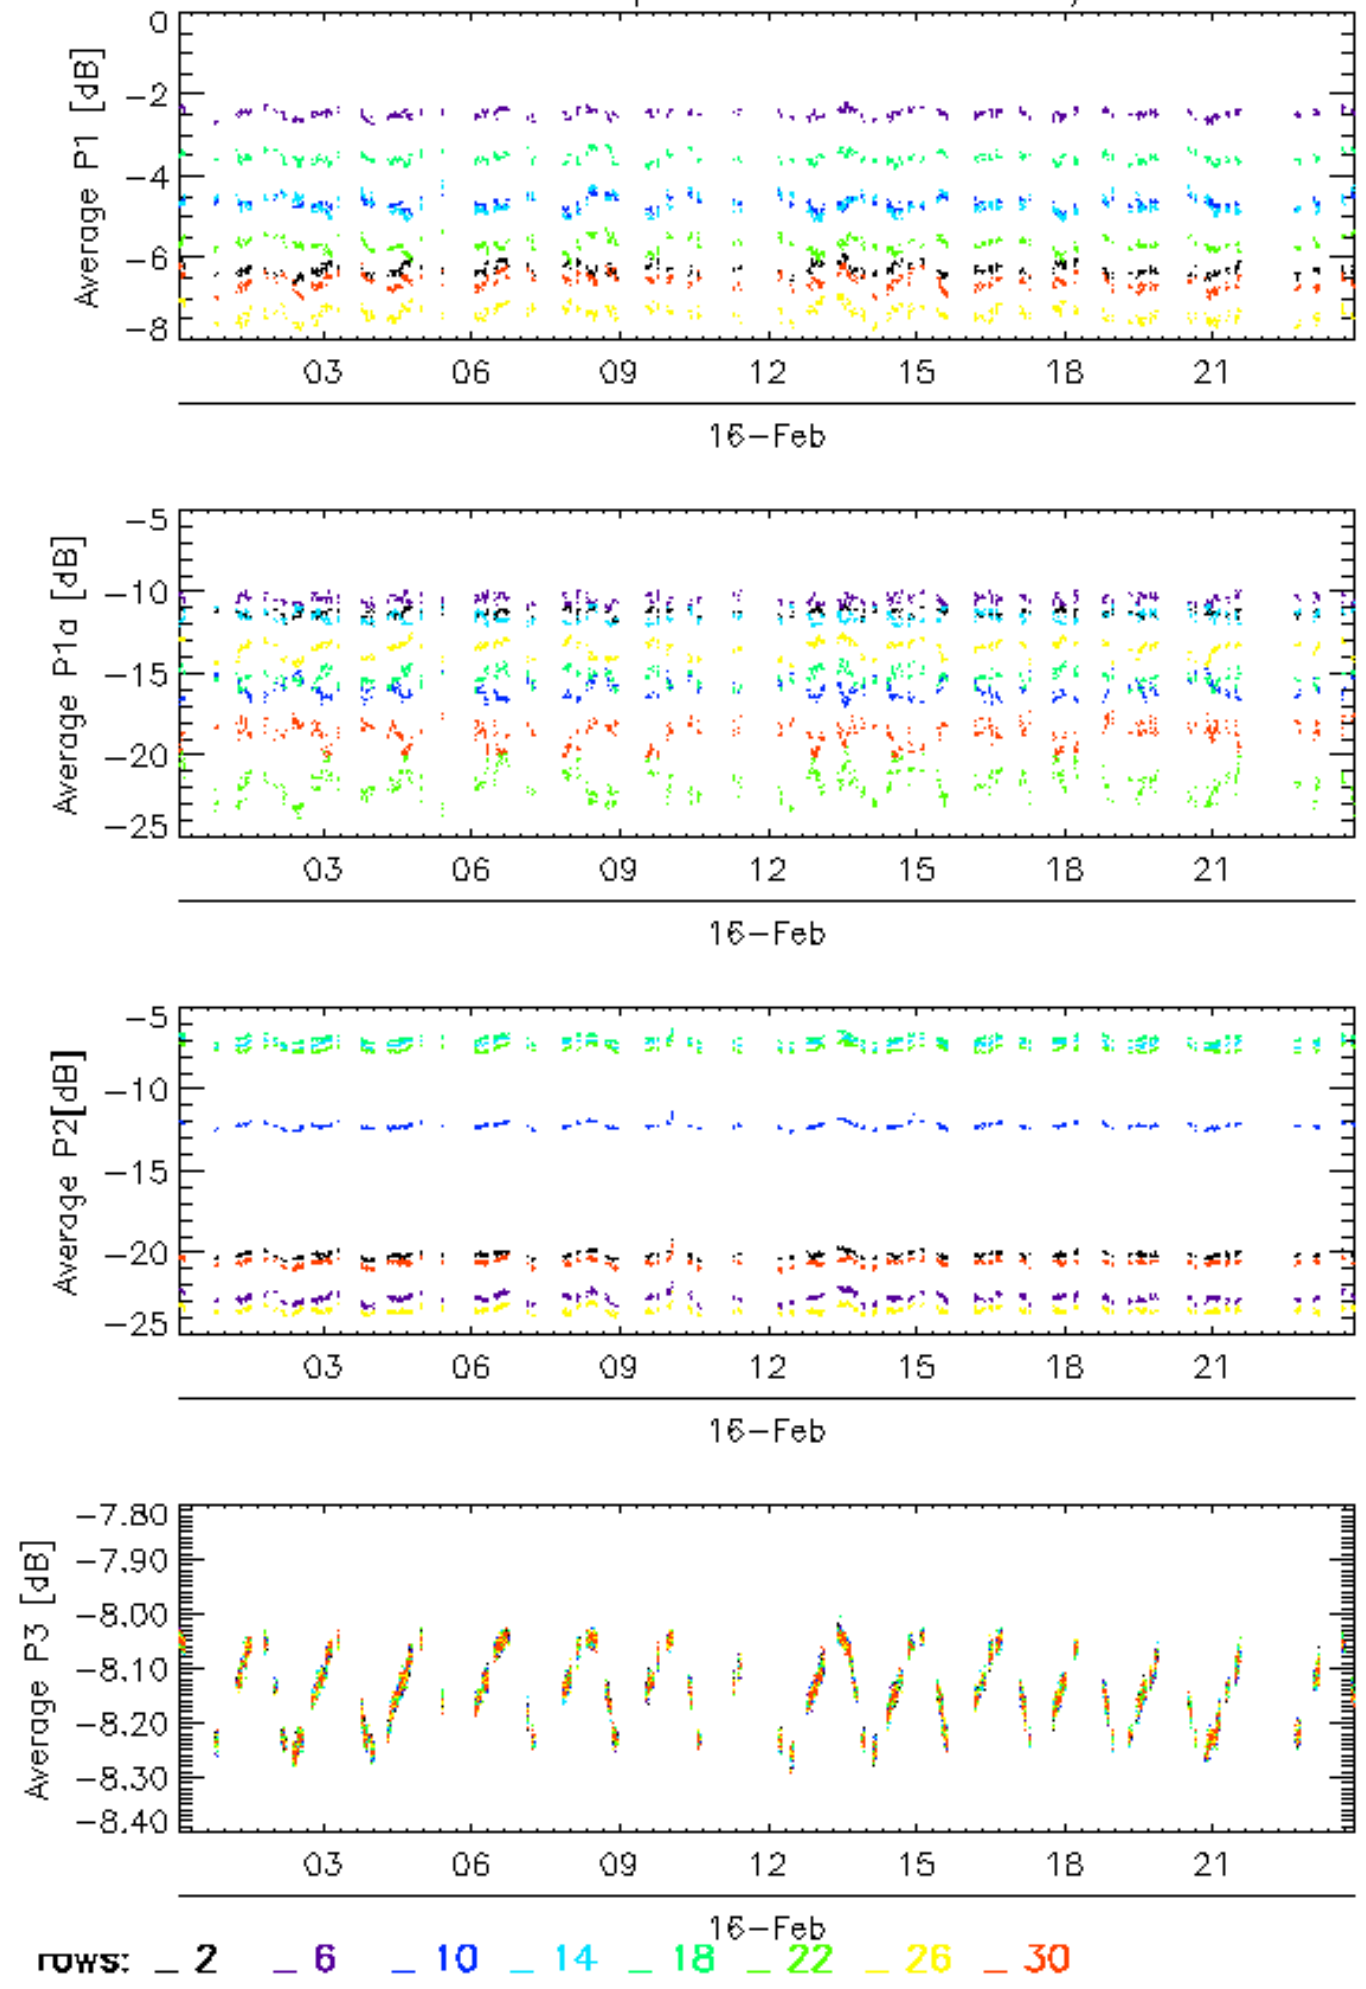 0
−2
−4
−6
−8
Average P1 [dB]
03 06 09 12 15 18 21
16−Feb
−5
−10
−15
−20
−25
Average P1a [dB]
03 06 09 12 15 18 21
16−Feb
−5
−10
−15
−20
−25
Average P2[dB]
03 06 09 12 15 18 21
16−Feb
−7.80
−7.90
−8.00
−8.10
−8.20
−8.30
−8.40
Average P3 [dB]
03 06 09 12 15 18 21
16−Feb
rows: _ 2 _ 6 _ 10 _ 14 _ 18 _ 22 _ 26 _ 30